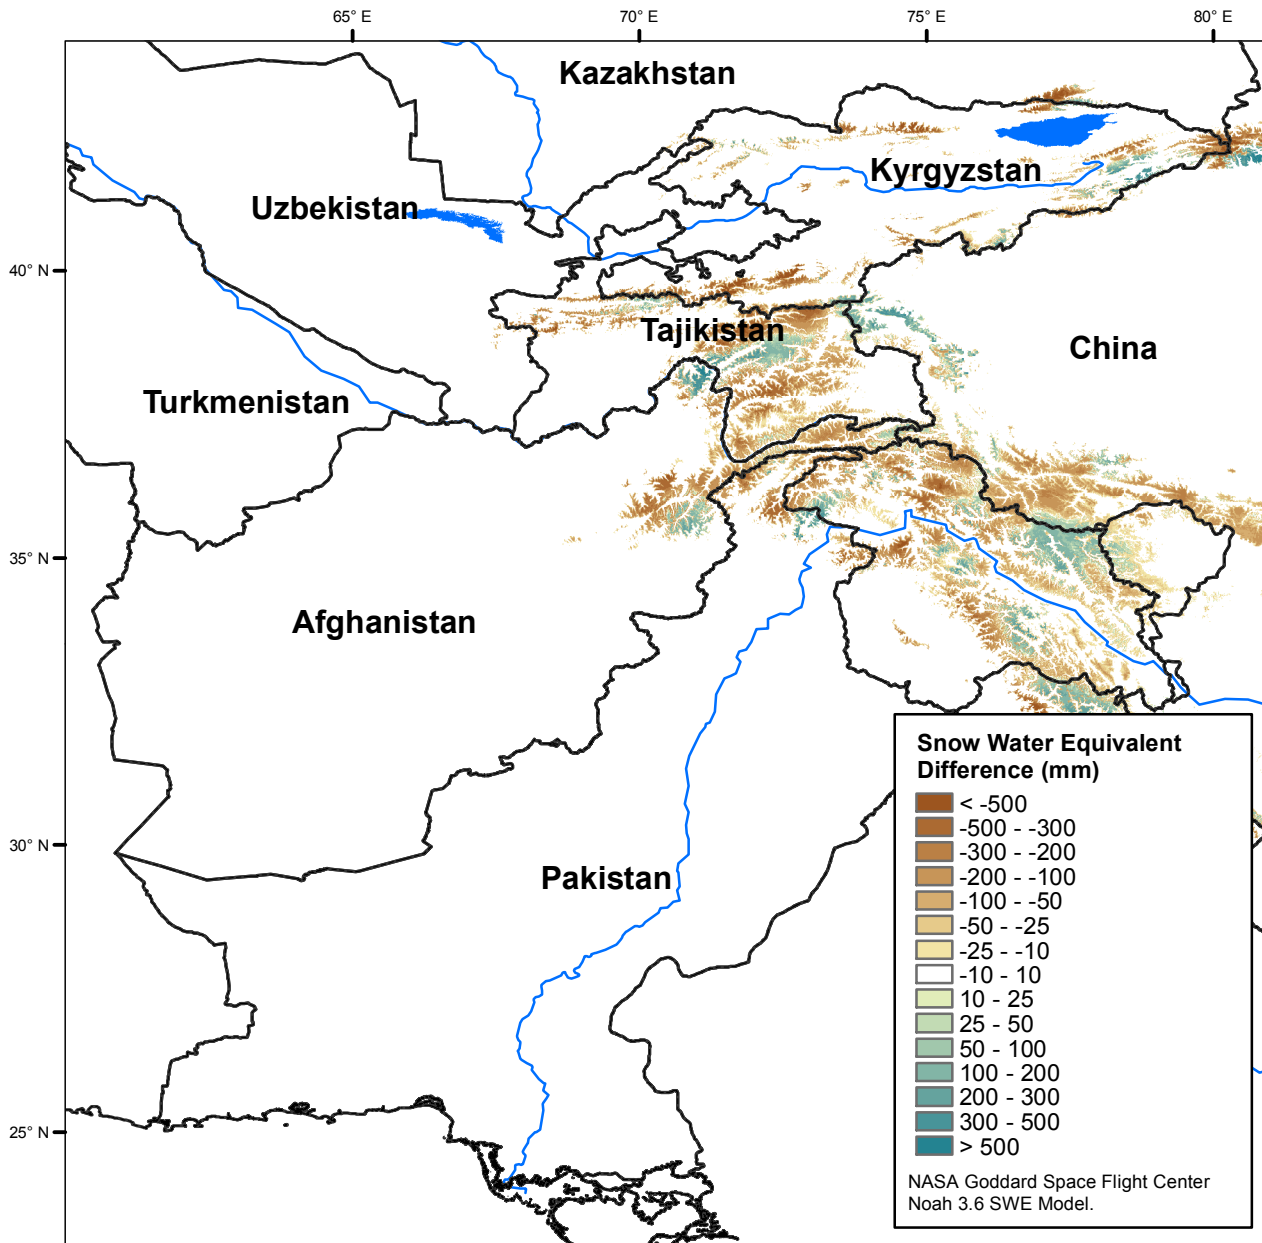 65° E
70° E
75° E
80° E
Kazakhstan
Kyrgyzstan
Uzbekistan
40° N
Tajikistan
China
Turkmenistan
35° N
Afghanistan
Snow Water Equivalent
Difference (mm)
< -500
-500 - -300
-300 - -200
-200 - -100
-100 - -50
-50 - -25
-25 - -10
-10 - 10
10 - 25
25 - 50
50 - 100
100 - 200
200 - 300
300 - 500
> 500
NASA Goddard Space Flight Center
Noah 3.6 SWE Model.
30° N
Pakistan
25° N